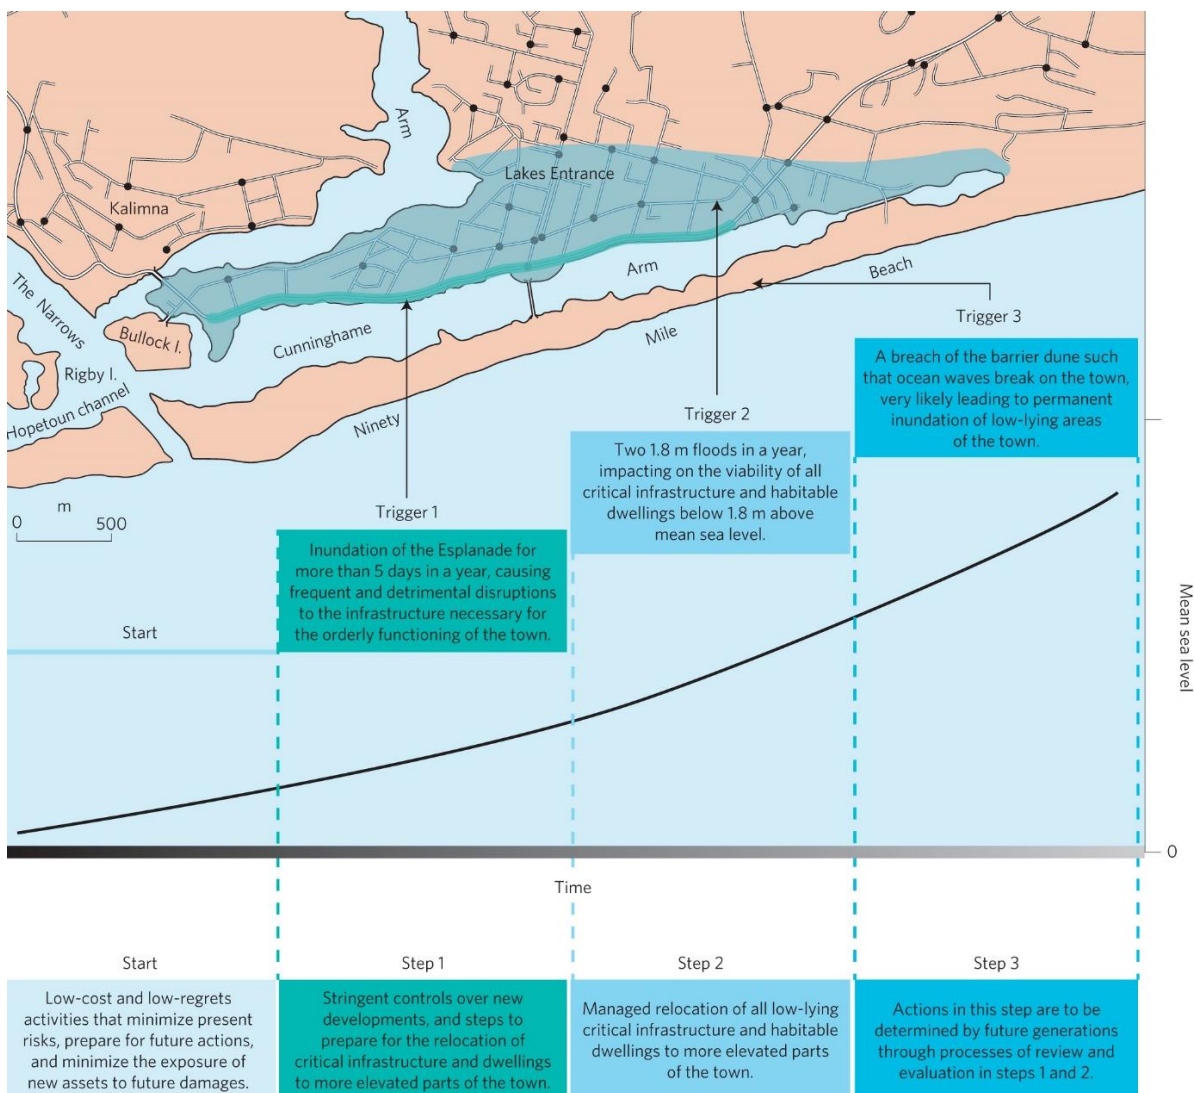 Arm
Lakes Entrance
Kalimna
The Narrows
Bullock I.
Rigby I.
Hopetoun channel
Cunninghame
Arm
Ninety
Mile
Beach
m
0 500
Trigger 3
A breach of the barrier dune such
that ocean waves break on the town,
very likely leading to permanent
inundation of low-lying areas
of the town.
Trigger 2
Two 1.8 m floods in a year,
impacting on the viability of all
critical infrastructure and habitable
dwellings below 1.8 m above
mean sea level.
Trigger 1
Inundation of the Esplanade for
more than 5 days in a year, causing
frequent and detrimental disruptions
to the infrastructure necessary for
the orderly functioning of the town.
Start
Mean sea level
0
Time
Start
Low-cost and low-regrets
activities that minimize present
risks, prepare for future actions,
and minimize the exposure of
new assets to future damages.
Step 1
Stringent controls over new
developments, and steps to
prepare for the relocation of
critical infrastructure and dwellings
to more elevated parts of the town.
Step 2
Managed relocation of all low-lying
critical infrastructure and habitable
dwellings to more elevated parts
of the town.
Step 3
Actions in this step are to be
determined by future generations
through processes of review and
evaluation in steps 1 and 2.